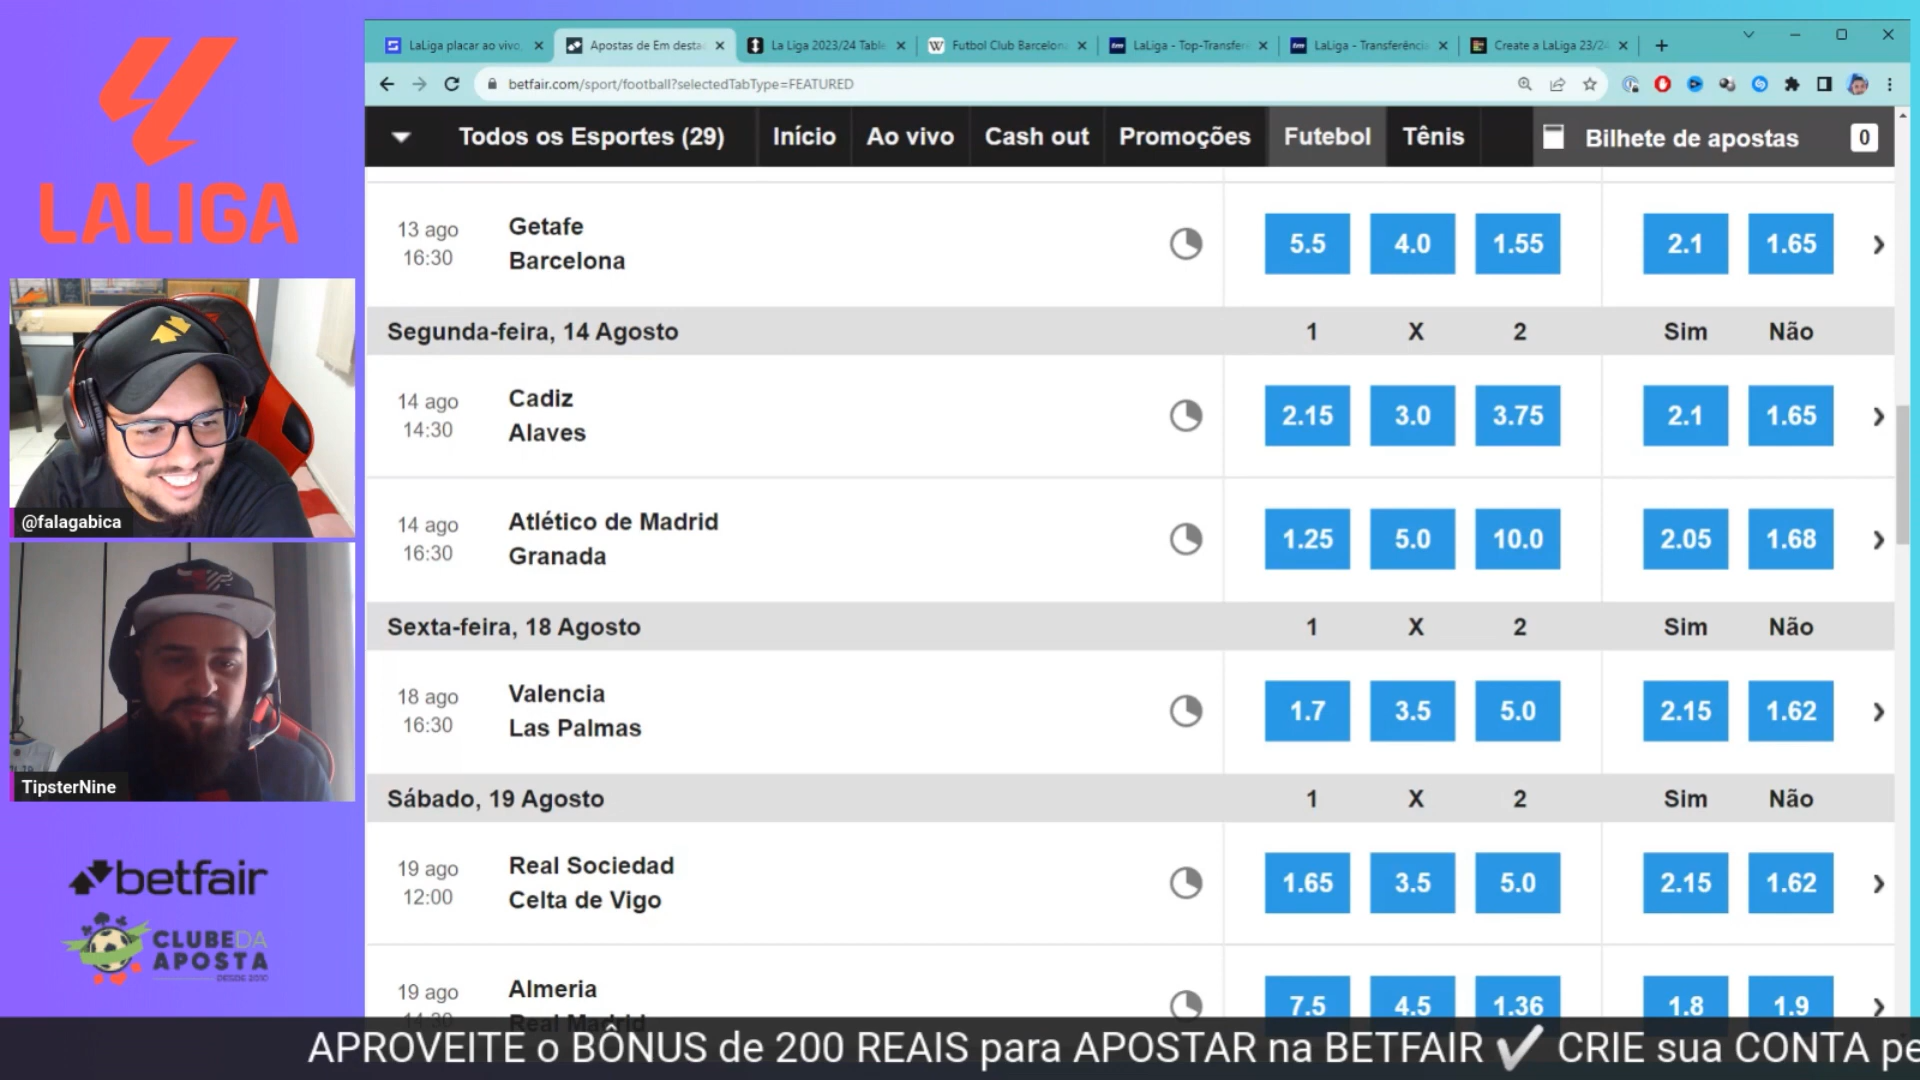 LALIGA
@falagabica
TipsterNine
betfair
CLUBEDA
APOSTA
DESDE 2010
LaLiga placar ao vivo,
Apostas de Em desta
La Liga 2023/24 Table
Futbol Club Barcelon
LaLiga - Top-Transfer
LaLiga - Transferência
Create a LaLiga 23/24
betfair.com/sport/football?selectedTabType=FEATURED
Todos os Esportes (29) Início Ao vivo Cash out Promoções Futebol Tênis Bilhete de apostas 0
13 ago
16:30
Getafe
Barcelona
5.5 4.0 1.55 2.1 1.65
Segunda-feira, 14 Agosto 1 X 2 Sim Não
14 ago
14:30
Cadiz
Alaves
2.15 3.0 3.75 2.1 1.65
14 ago
16:30
Atlético de Madrid
Granada
1.25 5.0 10.0 2.05 1.68
Sexta-feira, 18 Agosto 1 X 2 Sim Não
18 ago
16:30
Valencia
Las Palmas
1.7 3.5 5.0 2.15 1.62
Sábado, 19 Agosto 1 X 2 Sim Não
19 ago
12:00
Real Sociedad
Celta de Vigo
1.65 3.5 5.0 2.15 1.62
19 ago
14:30
Almeria
Real Madrid
7.5 4.5 1.36 1.8 1.9
APROVEITE o BÔNUS de 200 REAIS para APOSTAR na BETFAIR ✔ CRIE sua CONTA pe